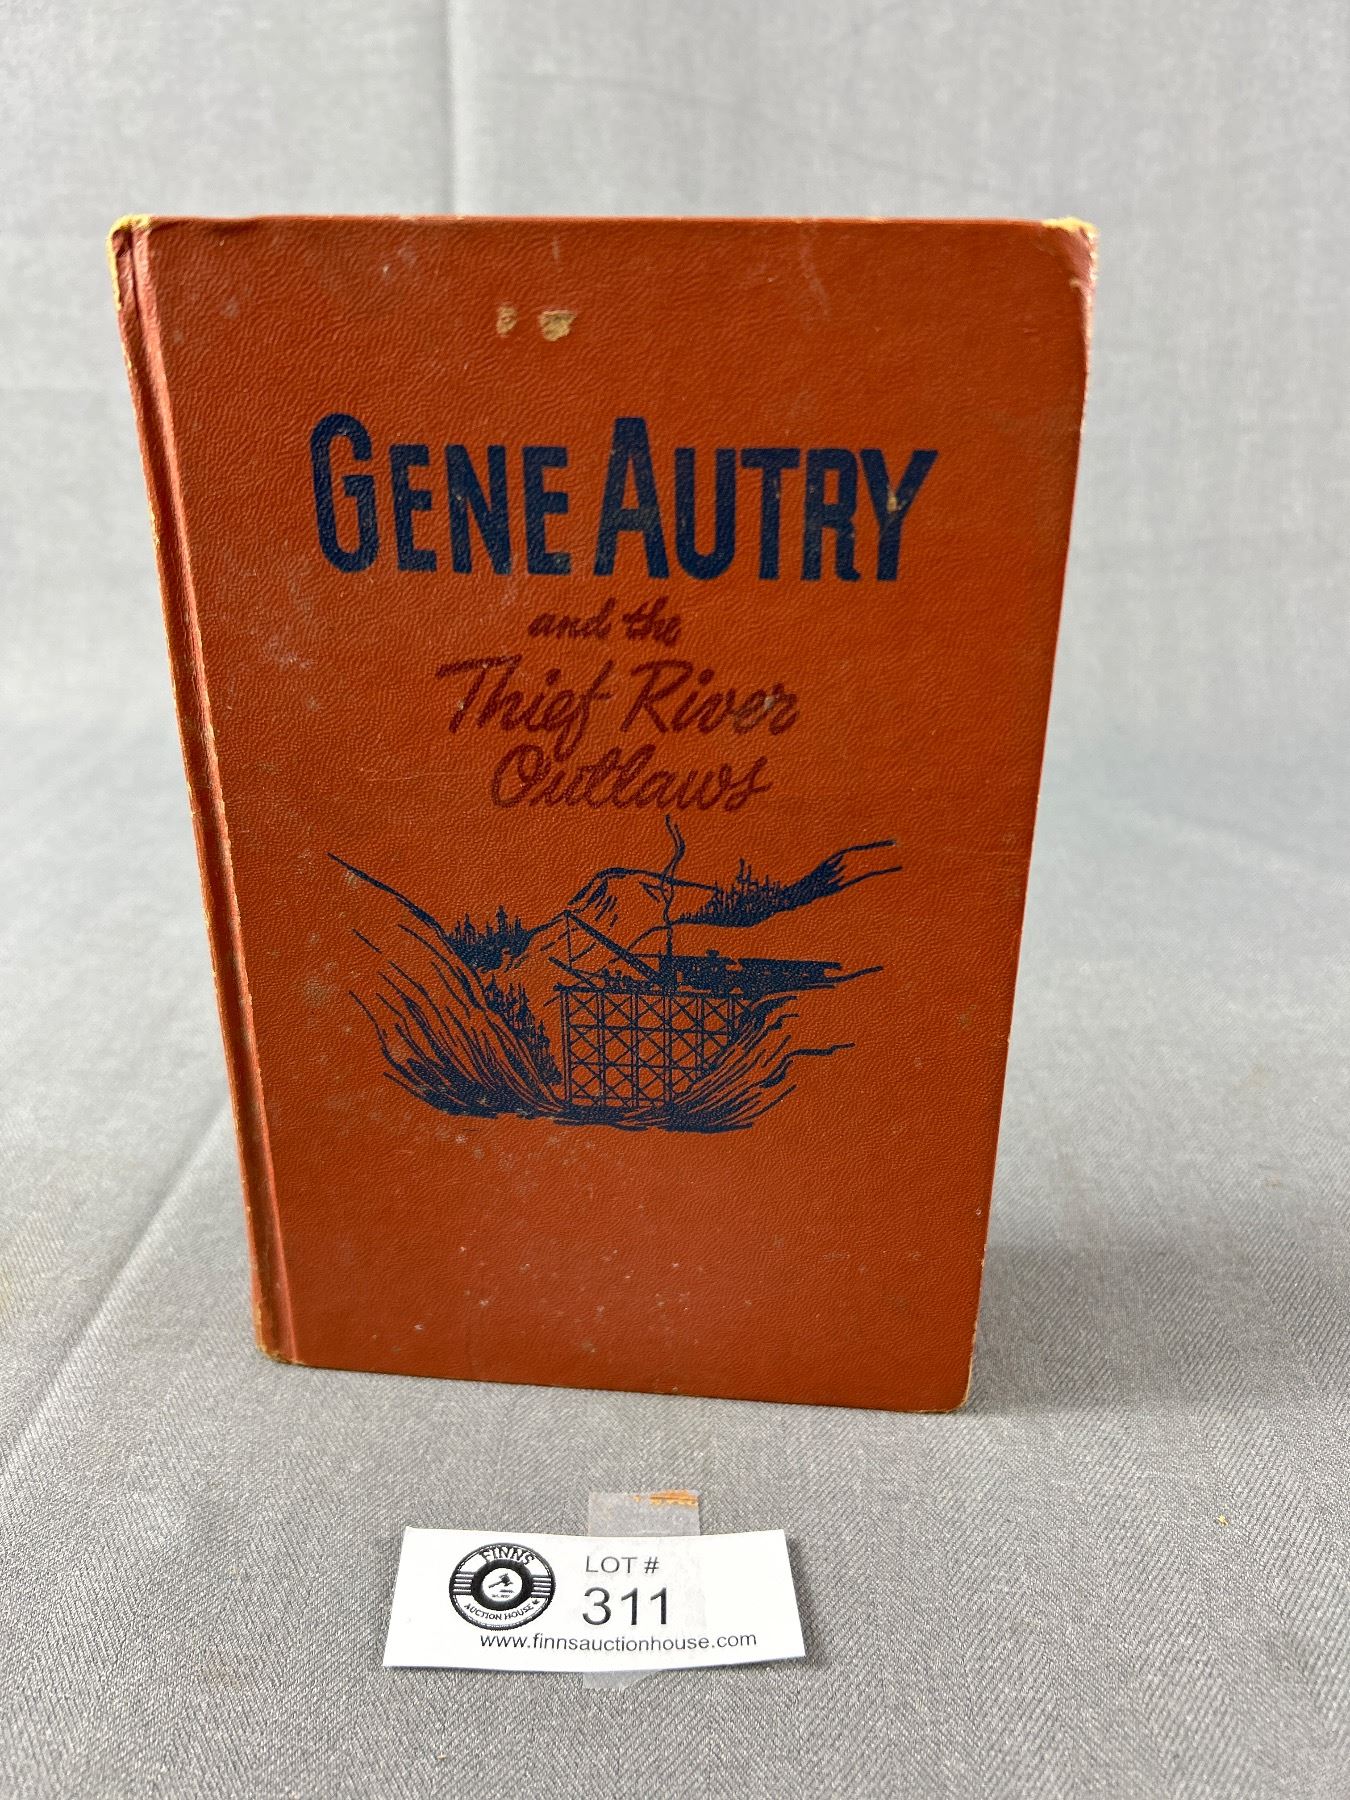 GENE AUTRY
and the
Thief River
Outlaws
FINNS
AUCTION HOUSE
LOT #
311
www.finnsauctionhouse.com